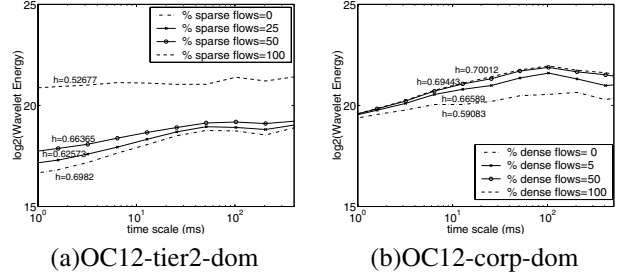 log2(Wavelet Energy)
25
20
15
% sparse flows=0
% sparse flows=25
% sparse flows=50
% sparse flows=100
h=0.52677
h=0.66365
h=0.62573
h=0.6982
10^0
10^1
10^2
time scale (ms)
(a)OC12-tier2-dom
log2(Wavelet Energy)
25
20
15
h=0.70012
h=0.69443
h=0.66589
h=0.59083
% dense flows= 0
% dense flows=5
% dense flows=50
% dense flows=100
10^0
10^1
10^2
time scale (ms)
(b)OC12-corp-dom